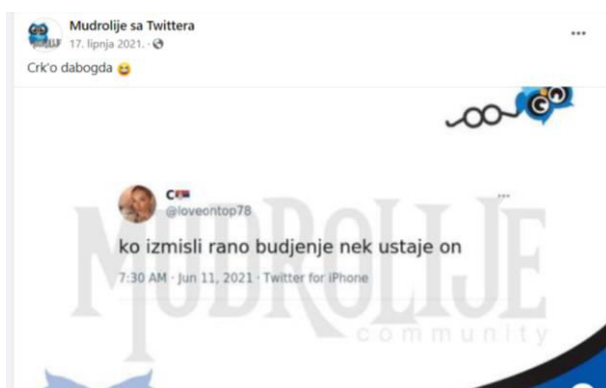 Mudrolije sa Twittera
17. lipnja 2021. ·
Crk'o dabogda
@loveontop78
ko izmisli rano budjenje nek ustaje on
7:30 AM · Jun 11, 2021 · Twitter for iPhone
MUDROLIJE
community